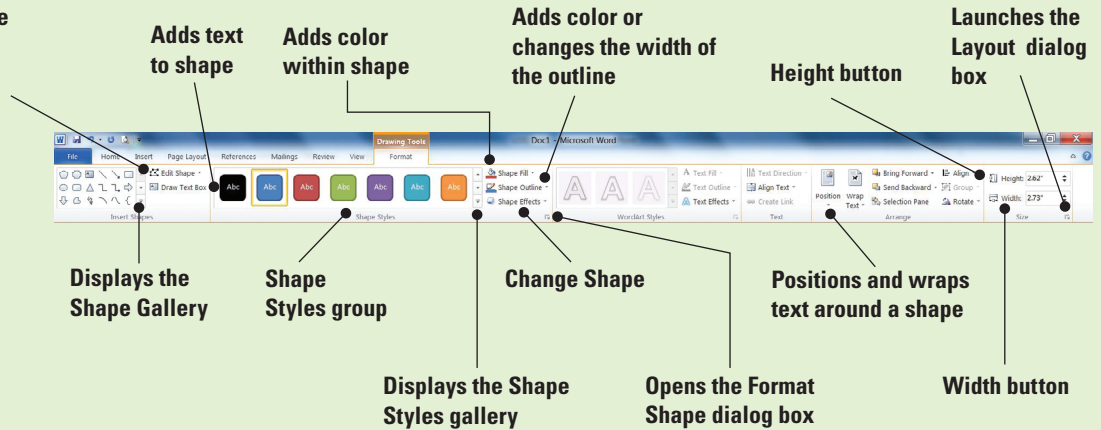 e
Adds text
to shape
Adds color
within shape
Adds color or
changes the width of
the outline
Height button
Launches the
Layout dialog
box
Drawing Tools
Doc1 - Microsoft Word
File Home Insert Page Layout References Mailings Review View Format
Edit Shape
Draw Text Box
Insert Shapes
Abc Abc Abc Abc Abc Abc Abc
Shape Styles
Shape Fill
Shape Outline
Shape Effects
A A A
WordArt Styles
Text Fill
Text Outline
Text Effects
Text Direction
Align Text
Create Link
Text
Position
Wrap
Text
Bring Forward
Send Backward
Selection Pane
Align
Group
Rotate
Arrange
Height: 2.62"
Width: 2.73"
Size
Displays the
Shape Gallery
Shape
Styles group
Change Shape
Positions and wraps
text around a shape
Displays the Shape
Styles gallery
Opens the Format
Shape dialog box
Width button